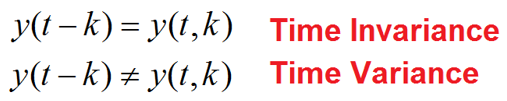 y(t − k) = y(t, k) Time Invariance
y(t − k) ≠ y(t, k) Time Variance